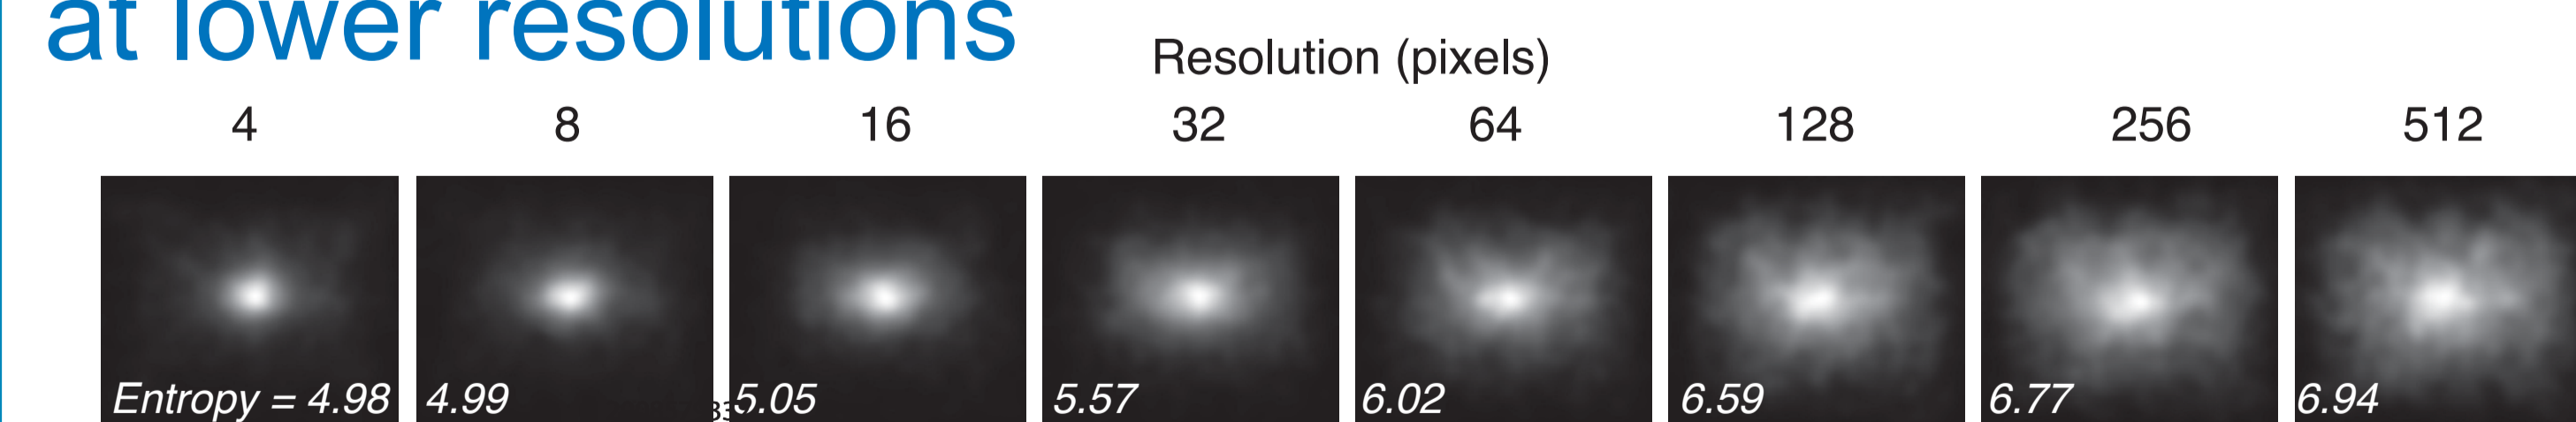 at lower resolutions
Resolution (pixels)
4 8 16 32 64 128 256 512
Entropy = 4.98 4.99 5.05 5.57 6.02 6.59 6.77 6.94